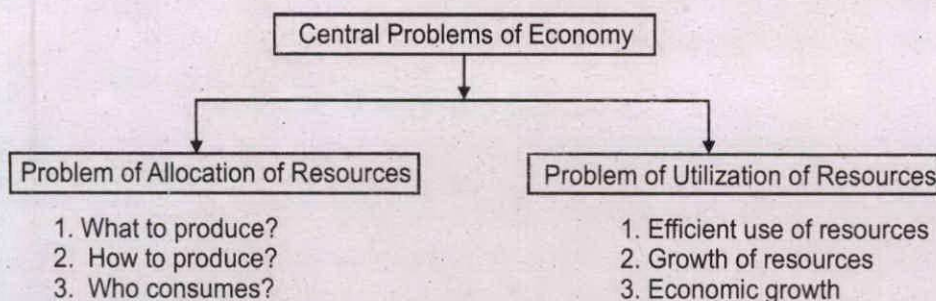 Central Problems of Economy
Problem of Allocation of Resources
1. What to produce?
2. How to produce?
3. Who consumes?
Problem of Utilization of Resources
1. Efficient use of resources
2. Growth of resources
3. Economic growth